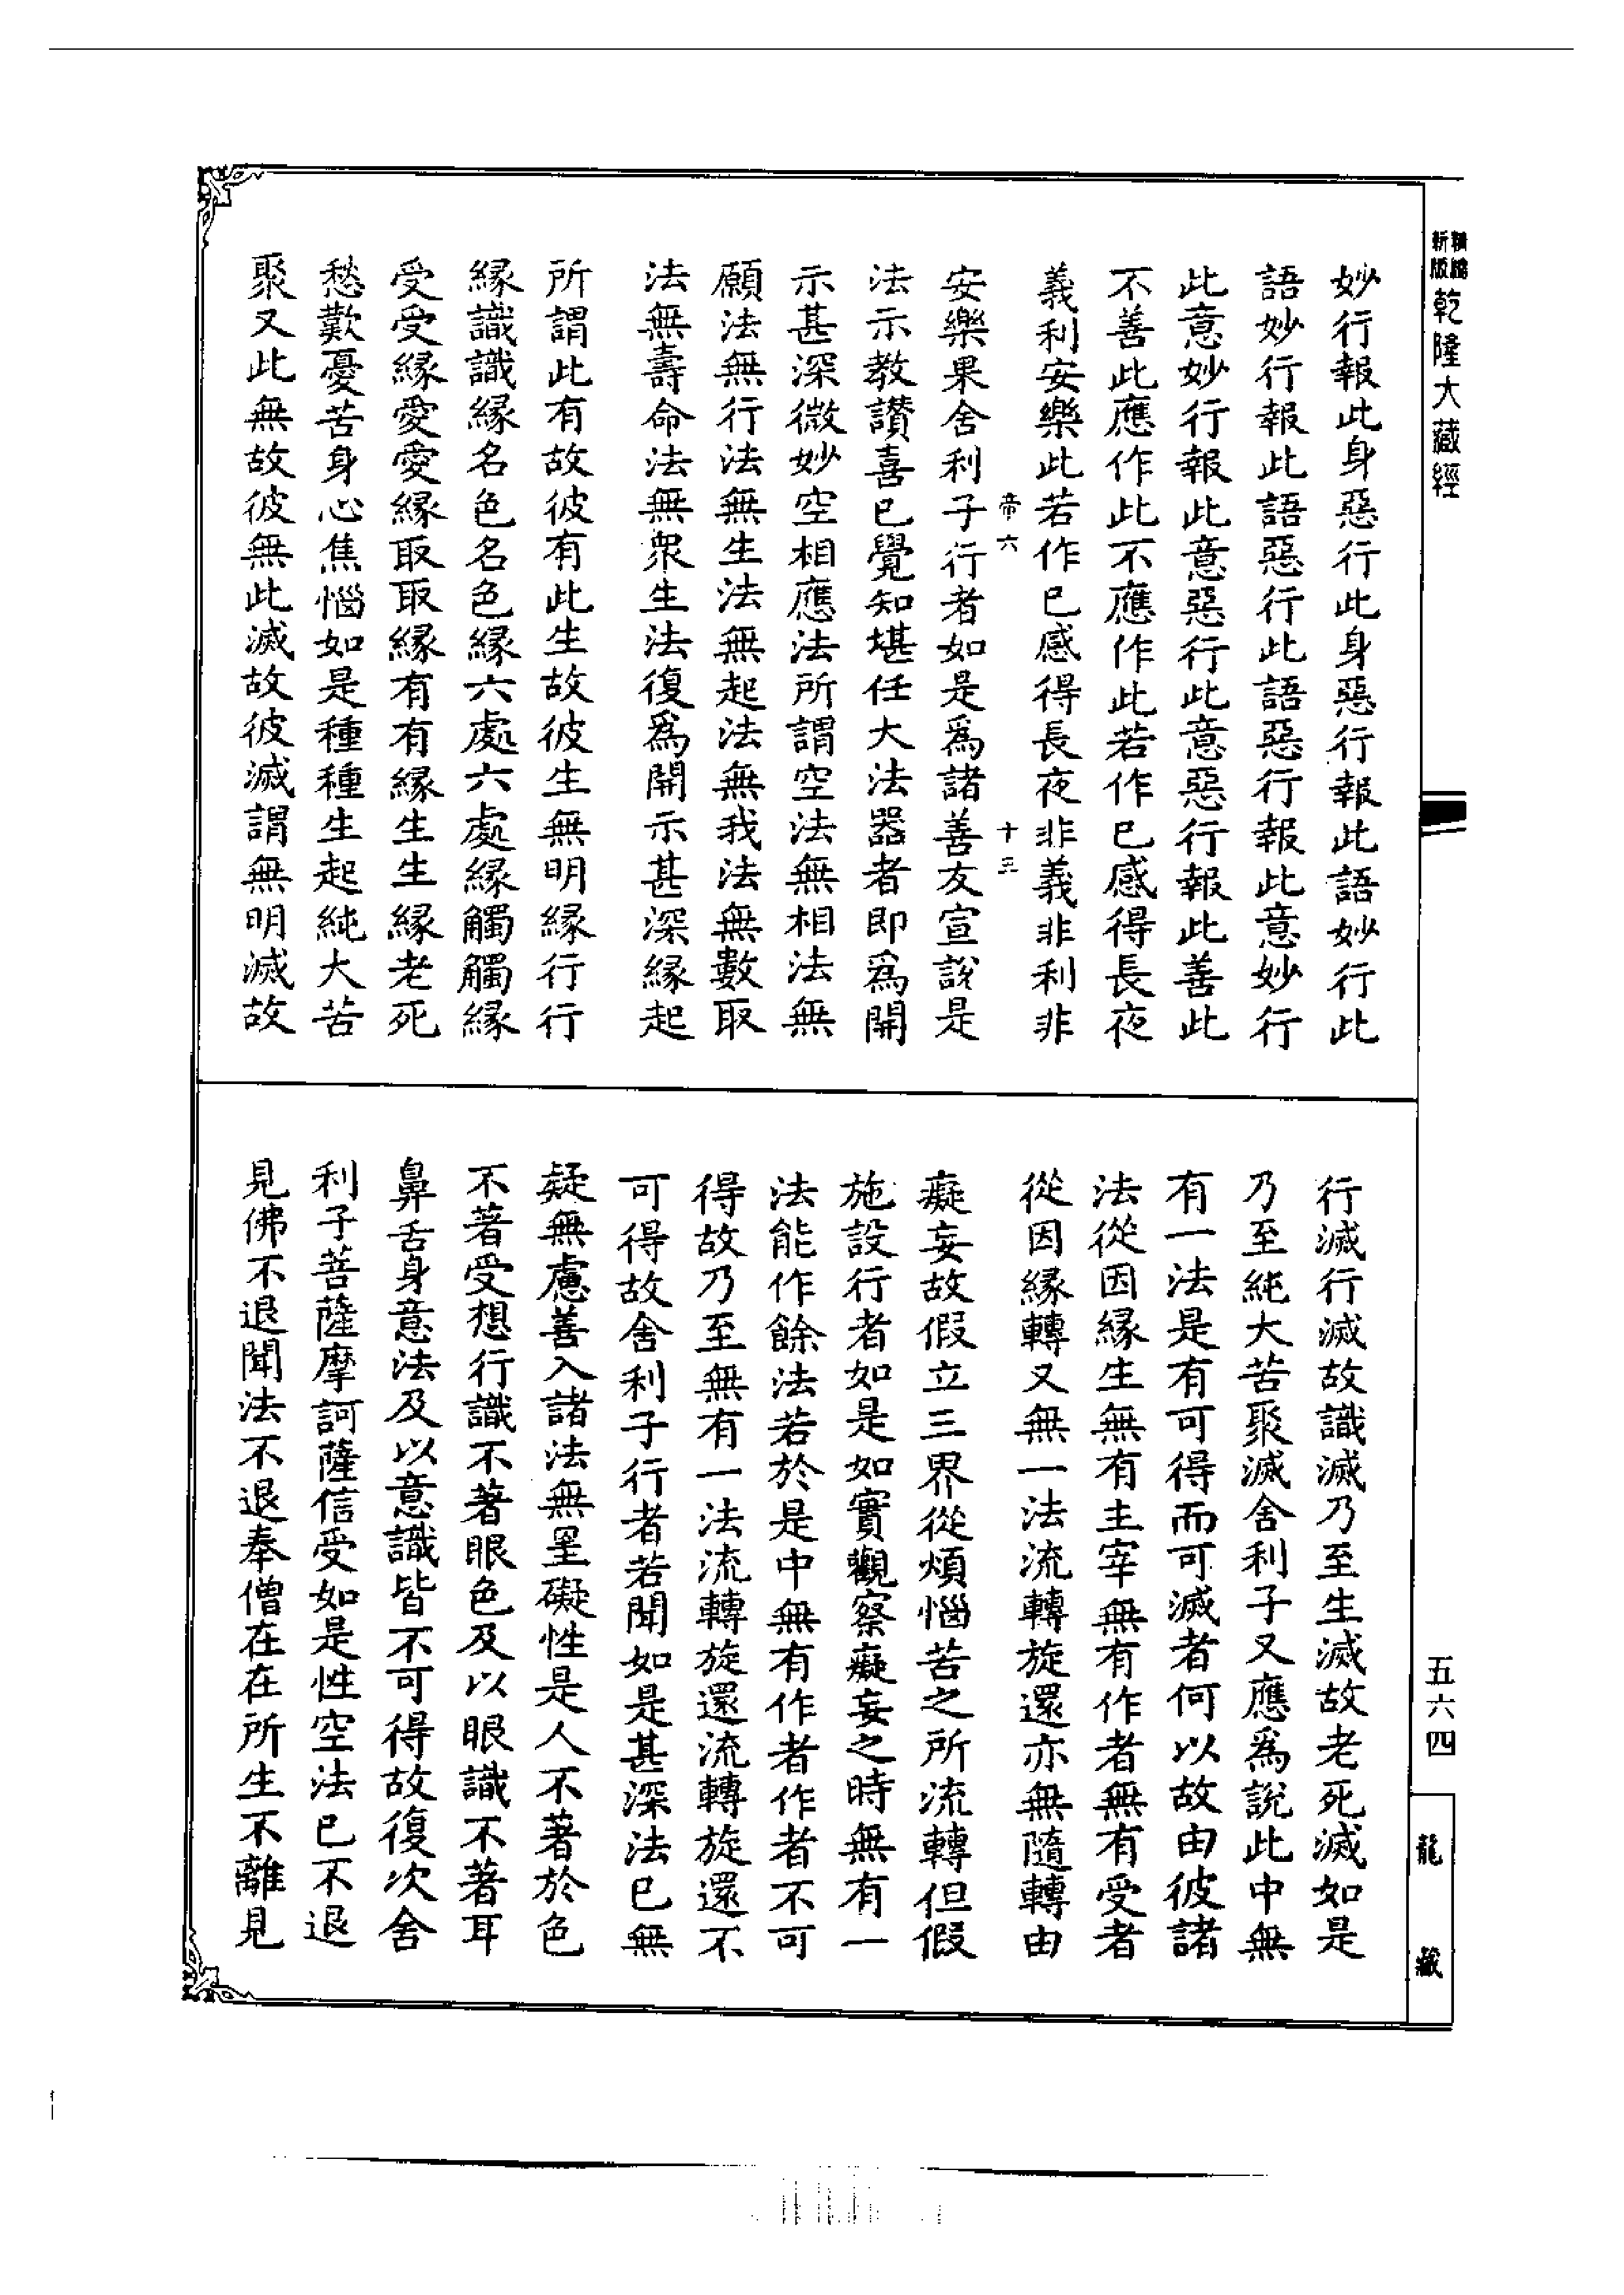 新版精縮乾隆大藏經
妙行報此身惡行此身惡行報此語妙行此
語妙行報此語惡行此語惡行報此意妙行
此意妙行報此意惡行此意惡行報此善此
不善此應作此不應作此若作已感得長夜
義利安樂此若作已感得長夜非義非利非
帝六 十三
安樂果舍利子行者如是爲諸善友宣說是
法示教讚喜已覺知堪任大法器者即爲開
示甚深微妙空相應法所謂空法無相法無
願法無行法無生法無起法無我法無數取
法無壽命法無衆生法復爲開示甚深緣起
所謂此有故彼有此生故彼生無明緣行行
緣識識緣名色名色緣六處六處緣觸觸緣
受受緣愛愛緣取取緣有有緣生生緣老死
愁歎憂苦身心焦惱如是種種生起純大苦
聚又此無故彼無此滅故彼滅謂無明滅故
行滅行滅故識滅乃至生滅故老死滅如是
乃至純大苦聚滅舍利子又應爲說此中無
有一法是有可得而可滅者何以故由彼諸
法從因緣生無有主宰無有作者無有受者
從因緣轉又無一法流轉旋還亦無隨轉由
癡妄故假立三界從煩惱苦之所流轉但假
施設行者如是如實觀察癡妄之時無有一
法能作餘法若於是中無有作者作者不可
得故乃至無有一法流轉旋還流轉旋還不
可得故舍利子行者若聞如是甚深法已無
疑無慮善入諸法無罣礙性是人不著於色
不著受想行識不著眼色及以眼識不著耳
鼻舌身意法及以意識皆不可得故復次舍
利子菩薩摩訶薩信受如是性空法已不退
見佛不退聞法不退奉僧在在所生不離見
五六四
龍藏